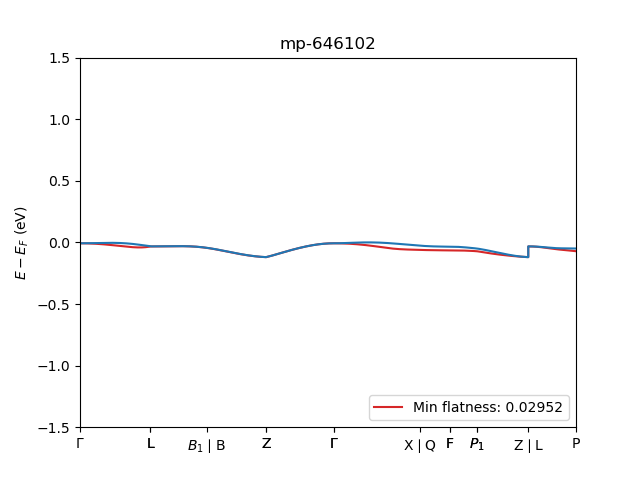 mp-646102
E − E_F (eV)
1.5
1.0
0.5
0.0
−0.5
−1.0
−1.5
Min flatness: 0.02952
Γ L B₁ | B Z Γ X | Q F P₁ Z | L P